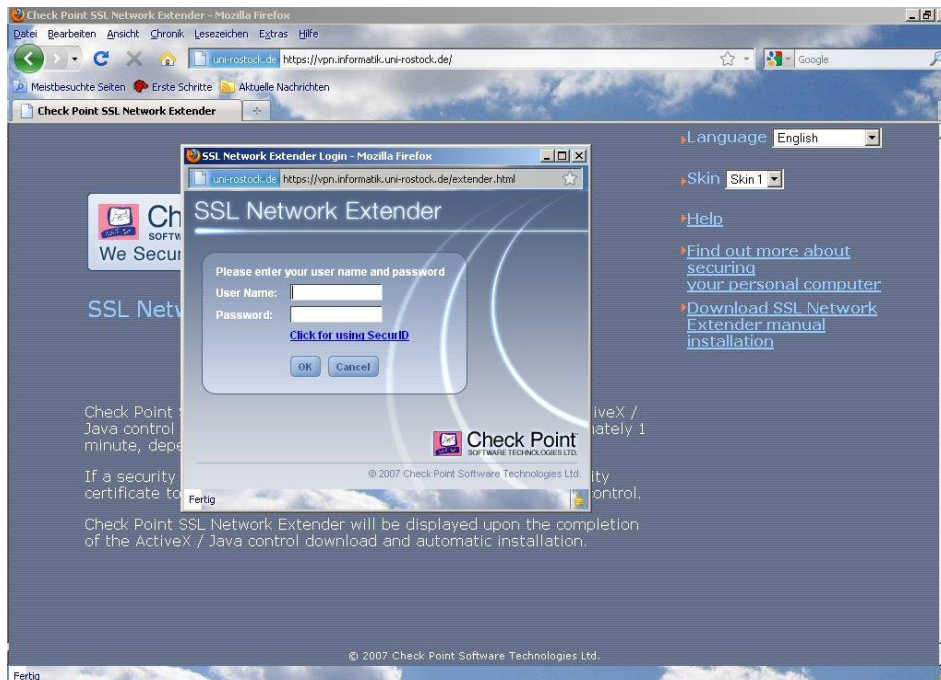 Check Point SSL Network Extender - Mozilla Firefox
Datei Bearbeiten Ansicht Chronik Lesezeichen Extras Hilfe
uni-rostock.de https://vpn.informatik.uni-rostock.de/
Google
Meistbesuchte Seiten Erste Schritte Aktuelle Nachrichten
Check Point SSL Network Extender
Language English
Skin Skin 1
Help
Find out more about
securing
your personal computer
Download SSL Network
Extender manual
installation
Ch
SOFTW
We Secur
SSL Netw
SSL Network Extender Login - Mozilla Firefox
uni-rostock.de https://vpn.informatik.uni-rostock.de/extender.html
SSL Network Extender
Please enter your user name and password
User Name:
Password:
Click for using SecurID
OK Cancel
Check Point
SOFTWARE TECHNOLOGIES LTD.
© 2007 Check Point Software Technologies Ltd.
Fertig
Check Point iveX /
Java control ately 1
minute, depe
If a security ity
certificate to control.
Check Point SSL Network Extender will be displayed upon the completion
of the ActiveX / Java control download and automatic installation.
© 2007 Check Point Software Technologies Ltd.
Fertig